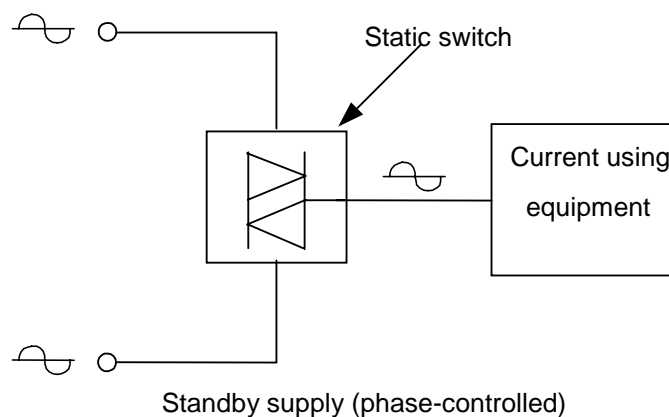 Static switch
Current using
equipment
Standby supply (phase-controlled)